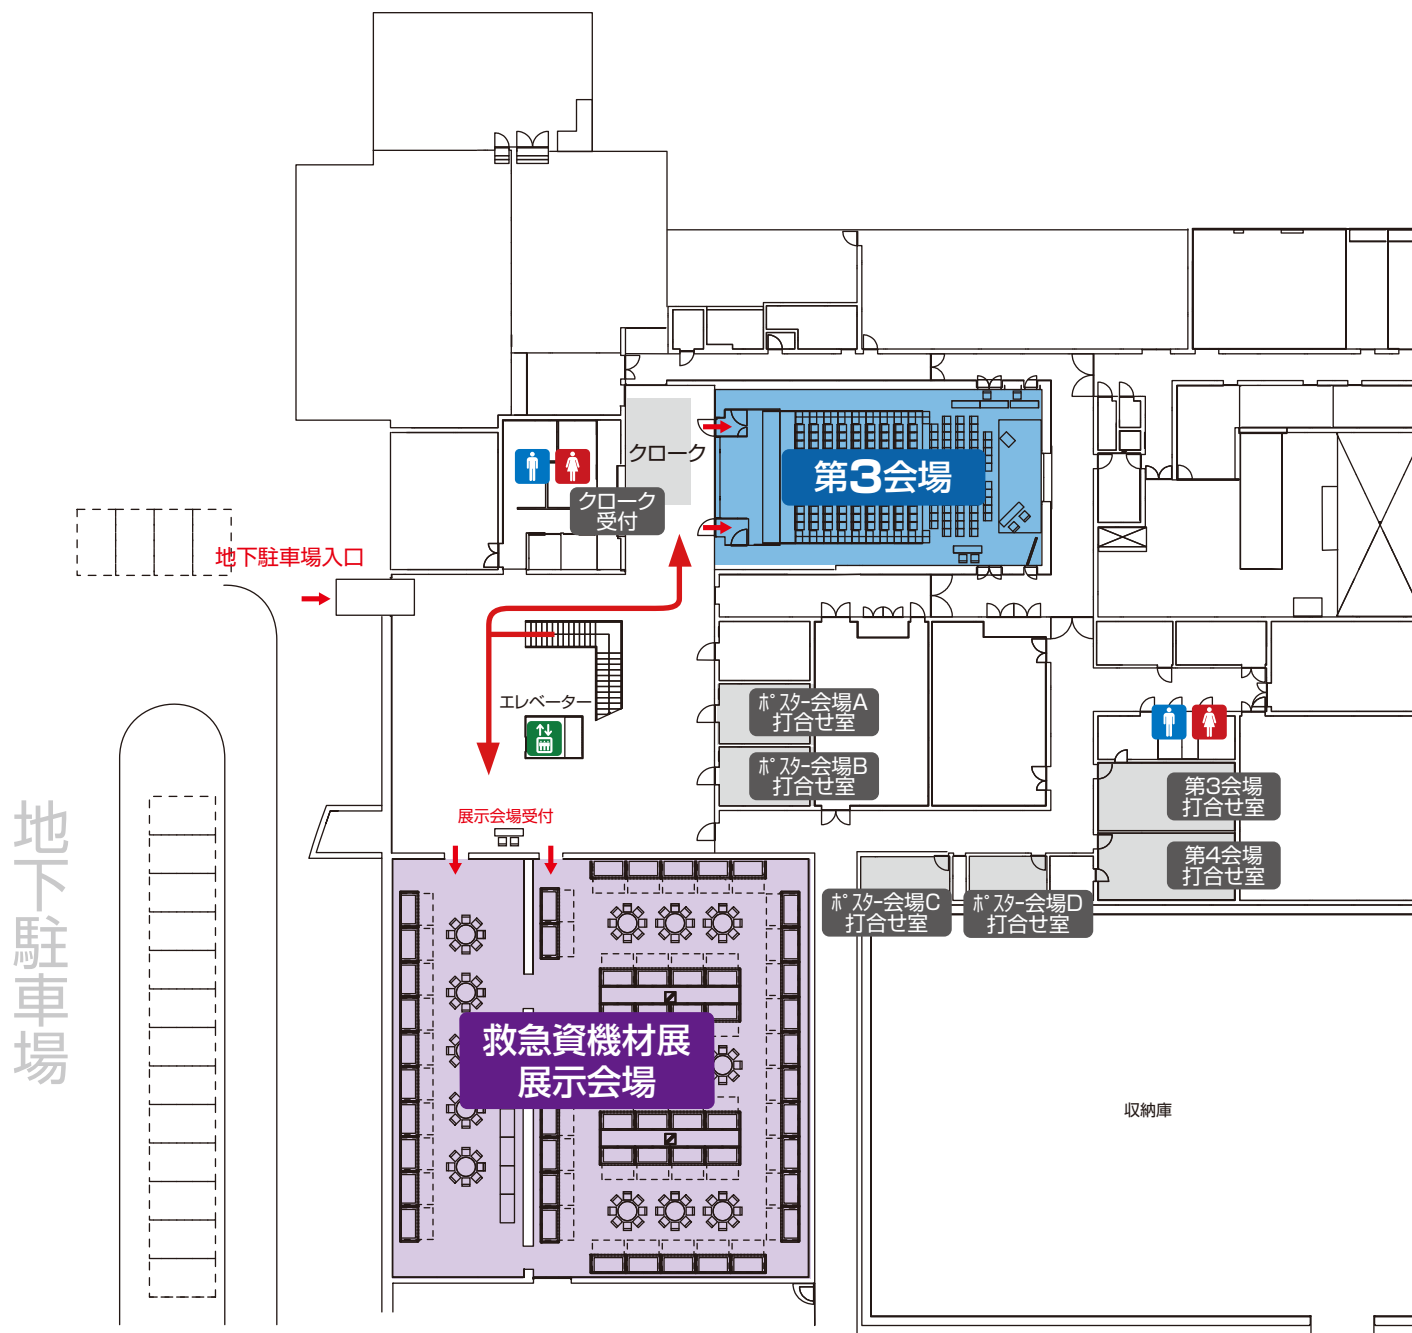 クローク
第3会場
クローク
受付
地下駐車場入口
エレベーター
ポスター会場A
打合せ室
ポスター会場B
打合せ室
第3会場
打合せ室
展示会場受付
第4会場
打合せ室
ポスター会場C
打合せ室
ポスター会場D
打合せ室
地下駐車場
救急資機材展
展示会場
収納庫